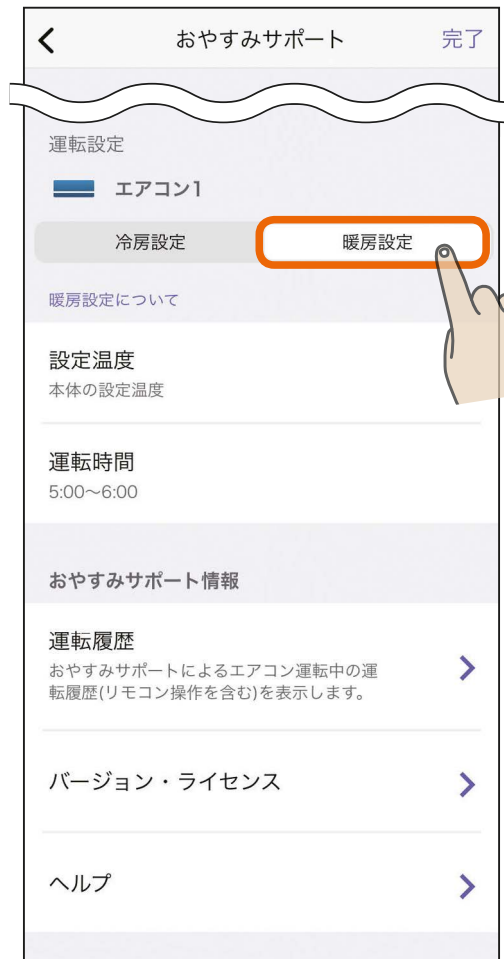 おやすみサポート 完了
運転設定
エアコン1
冷房設定 暖房設定
暖房設定について
設定温度
本体の設定温度
運転時間
5:00〜6:00
おやすみサポート情報
運転履歴
おやすみサポートによるエアコン運転中の運
転履歴(リモコン操作を含む)を表示します。
バージョン・ライセンス
ヘルプ